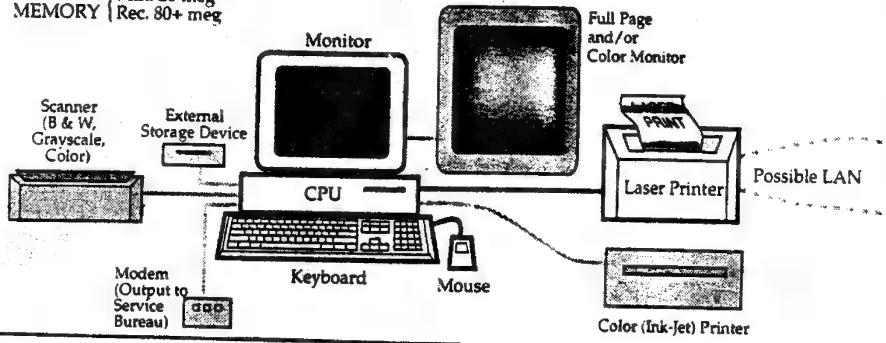 MEMORY { Rec. 80+ meg
Monitor
Full Page
and/or
Color Monitor
Scanner
(B & W,
Grayscale,
Color)
External
Storage Device
LASER
PRINT
CPU
Laser Printer
Possible LAN
Keyboard
Mouse
Modem
(Output to
Service
Bureau)
Color (Ink-Jet) Printer